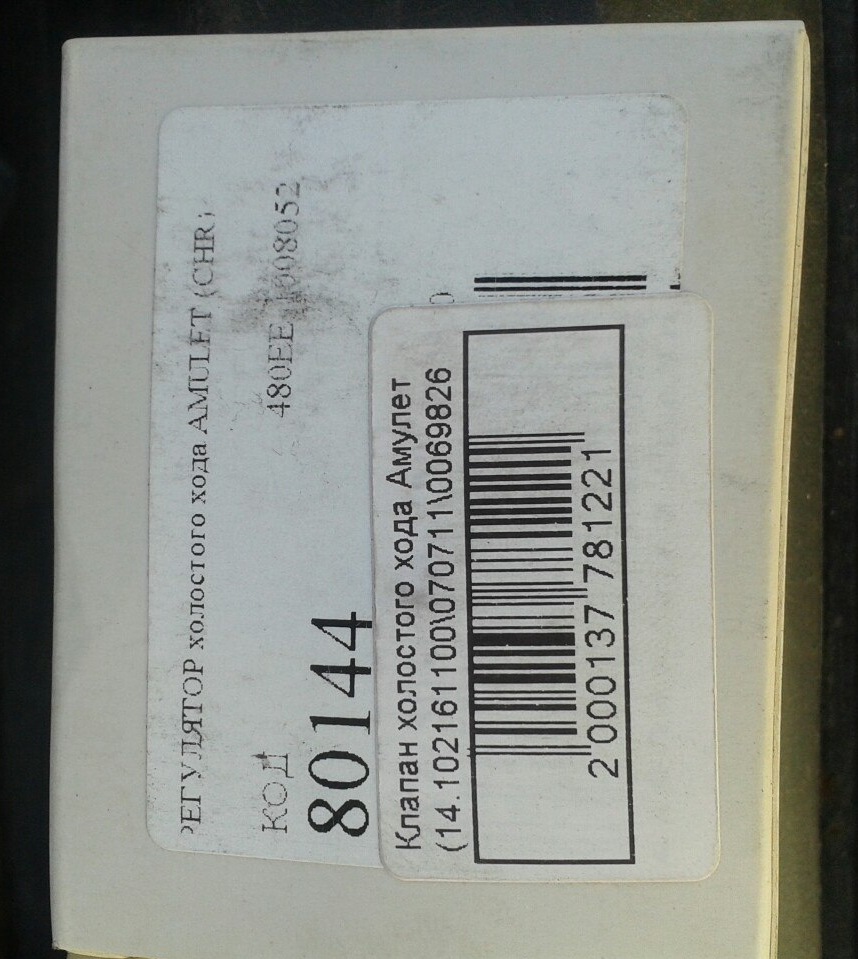 РЕГУЛЯТОР холостого хода AMULET (CHR)
480EE 1008052
КОД
80144
Клапан холостого хода Амулет
(14.102161100\070711\0069826
2 000137 781221